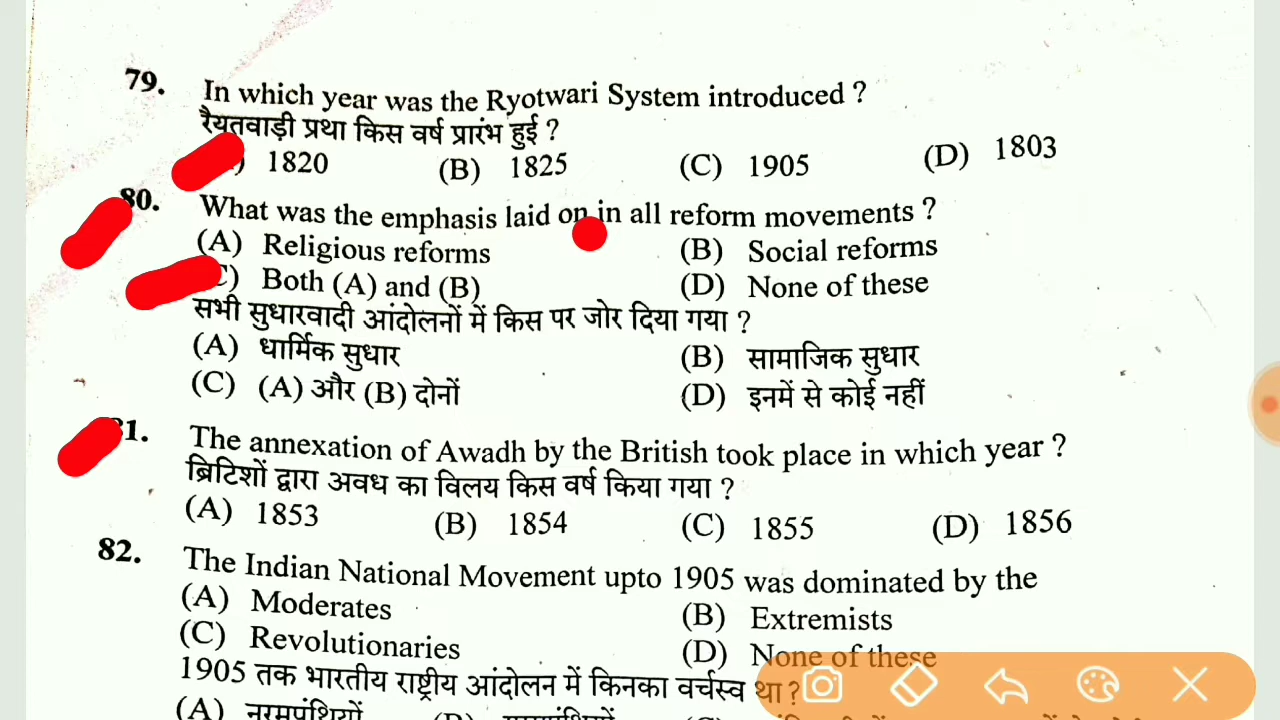 79. In which year was the Ryotwari System introduced ?
रैयतवाड़ी प्रथा किस वर्ष प्रारंभ हुई ?
) 1820 (B) 1825 (C) 1905 (D) 1803
80. What was the emphasis laid on in all reform movements ?
(A) Religious reforms (B) Social reforms
C) Both (A) and (B) (D) None of these
सभी सुधारवादी आंदोलनों में किस पर जोर दिया गया ?
(A) धार्मिक सुधार (B) सामाजिक सुधार
(C) (A) और (B) दोनों (D) इनमें से कोई नहीं
81. The annexation of Awadh by the British took place in which year ?
ब्रिटिशों द्वारा अवध का विलय किस वर्ष किया गया ?
(A) 1853 (B) 1854 (C) 1855 (D) 1856
82. The Indian National Movement upto 1905 was dominated by the
(A) Moderates (B) Extremists
(C) Revolutionaries (D) None of these
1905 तक भारतीय राष्ट्रीय आंदोलन में किनका वर्चस्व था ?
(A) नरमपंथियों